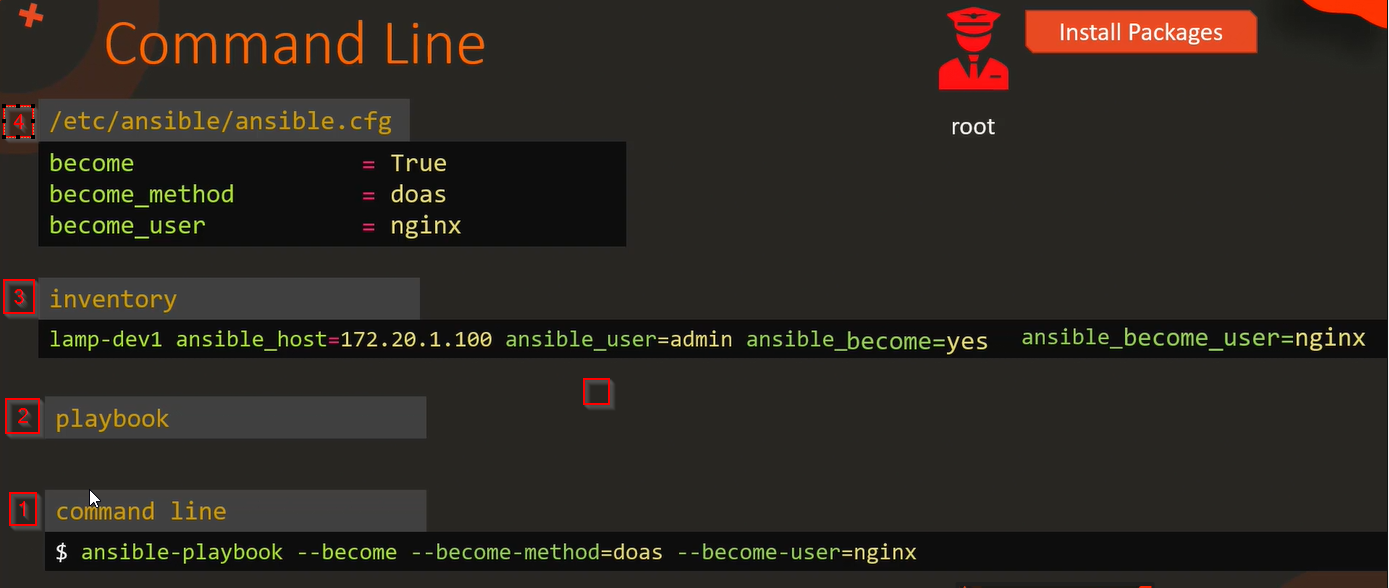 Command Line
Install Packages
root
4 /etc/ansible/ansible.cfg
become = True
become_method = doas
become_user = nginx
3 inventory
lamp-dev1 ansible_host=172.20.1.100 ansible_user=admin ansible_become=yes ansible_become_user=nginx
2 playbook
1 command line
$ ansible-playbook --become --become-method=doas --become-user=nginx